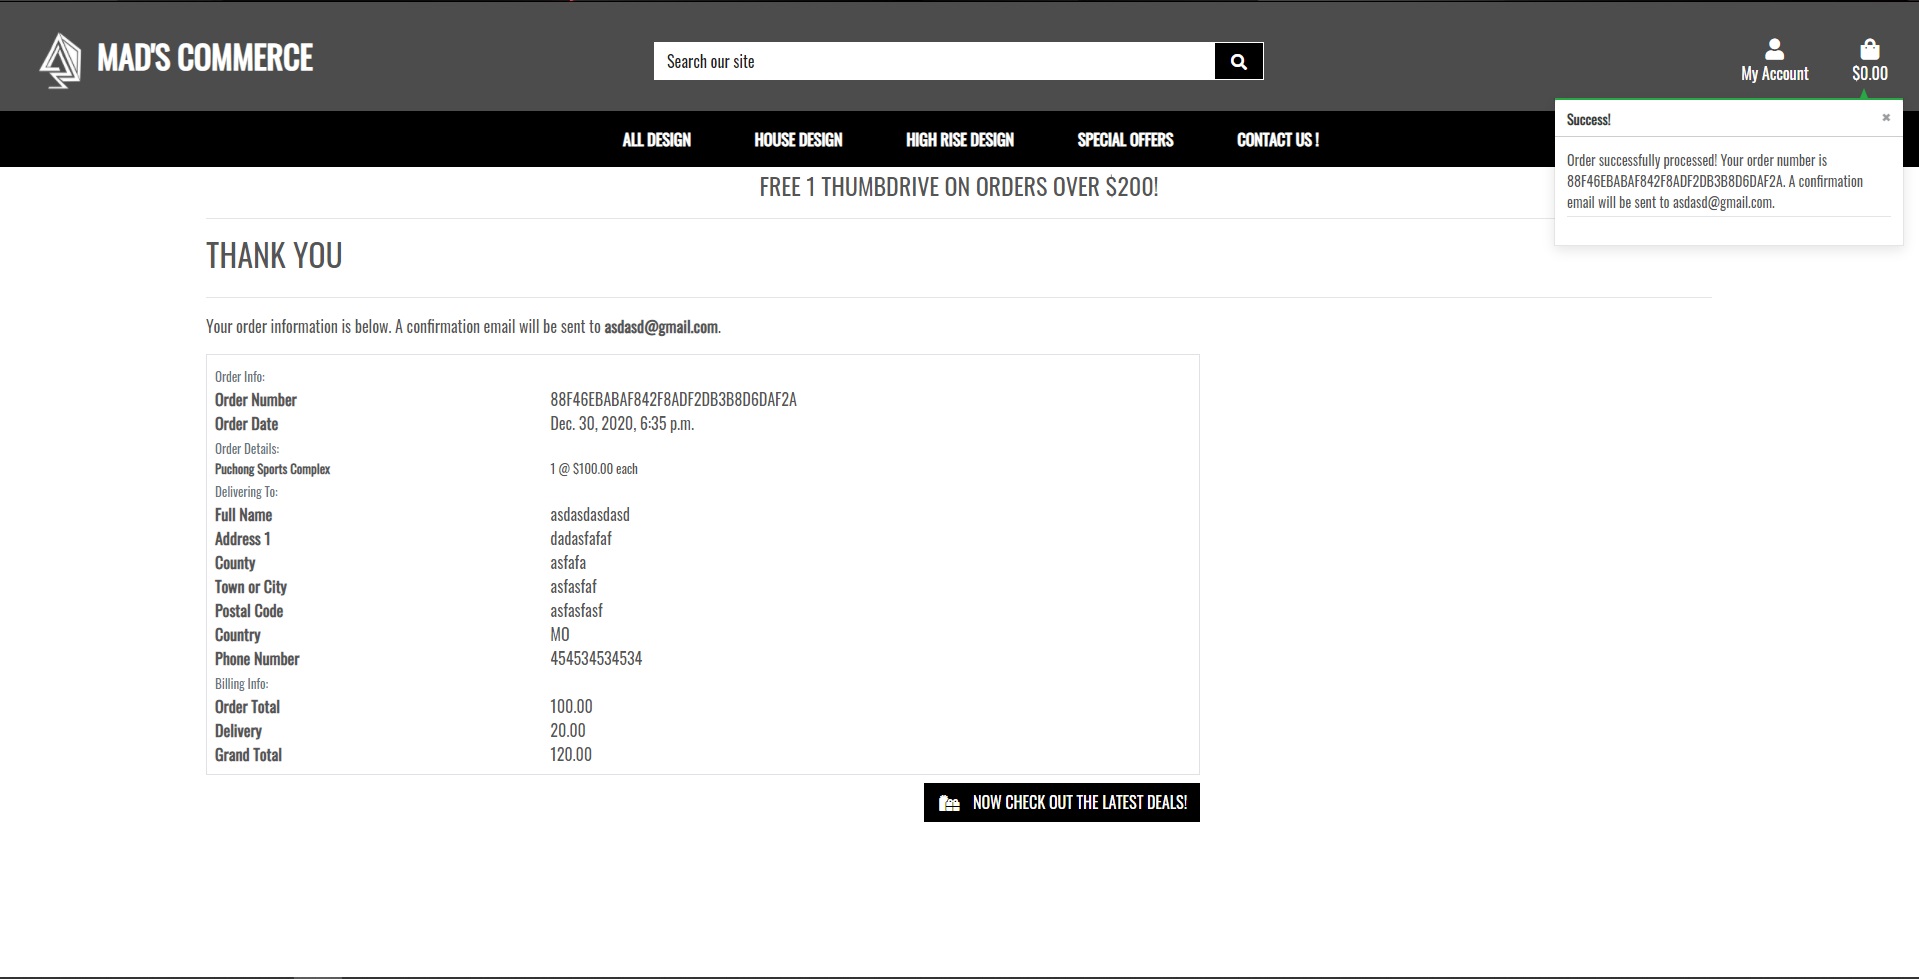 MAD'S COMMERCE
Search our site
My Account
$0.00
ALL DESIGN
HOUSE DESIGN
HIGH RISE DESIGN
SPECIAL OFFERS
CONTACT US !
Success!
×
Order successfully processed! Your order number is
88F46EBABAF842F8ADF2DB3B8D6DAF2A. A confirmation
email will be sent to asdasd@gmail.com.
FREE 1 THUMBDRIVE ON ORDERS OVER $200!
THANK YOU
Your order information is below. A confirmation email will be sent to asdasd@gmail.com.
Order Info:
Order Number 88F46EBABAF842F8ADF2DB3B8D6DAF2A
Order Date Dec. 30, 2020, 6:35 p.m.
Order Details:
Puchong Sports Complex 1 @ $100.00 each
Delivering To:
Full Name asdasdasdasd
Address 1 dadasfafaf
County asfafa
Town or City asfasfaf
Postal Code asfasfasf
Country MO
Phone Number 454534534534
Billing Info:
Order Total 100.00
Delivery 20.00
Grand Total 120.00
NOW CHECK OUT THE LATEST DEALS!